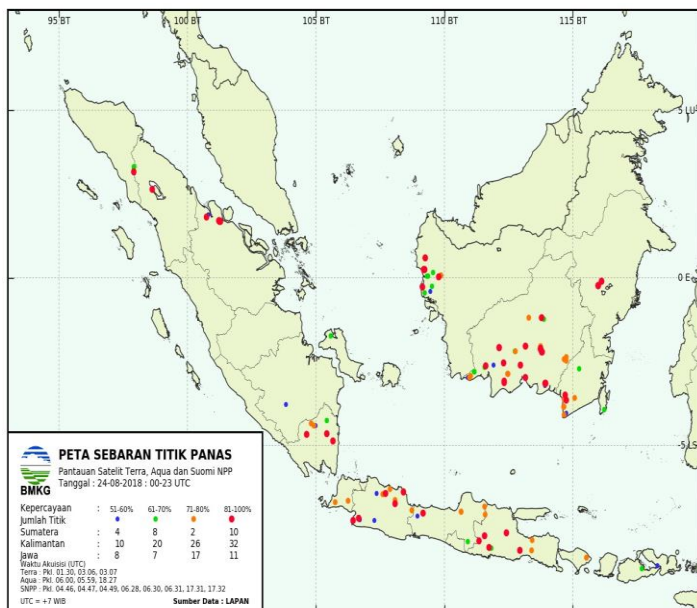 95 BT 100 BT 105 BT 110 BT 115 BT
5 LU
0 E
-5 LS
BMKG
PETA SEBARAN TITIK PANAS
Pantauan Satelit Terra, Aqua dan Suomi NPP
Tanggal : 24-08-2018 : 00-23 UTC
Kepercayaan : 51-60% 61-70% 71-80% 81-100%
Jumlah Titik
Sumatera : 4 8 2 10
Kalimantan : 10 20 26 32
Jawa : 8 7 17 11
Waktu Akuisisi (UTC)
Terra : Pkl. 01.30, 03.06, 03.07
Aqua : Pkl. 06.00, 05.59, 18.27
SNPP : Pkl. 04.46, 04.47, 04.49, 06.28, 06.30, 06.31, 17.31, 17.32
UTC = +7 WIB Sumber Data : LAPAN